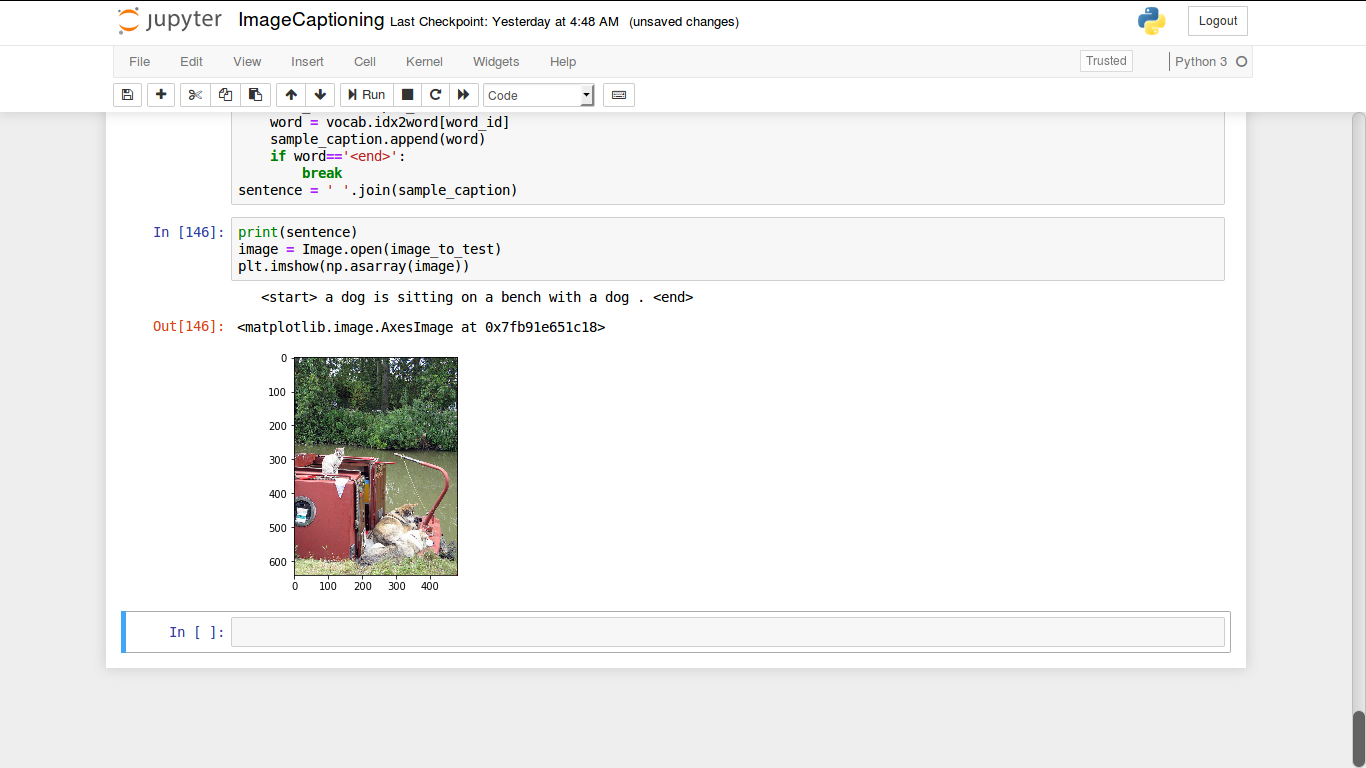 jupyter ImageCaptioning Last Checkpoint: Yesterday at 4:48 AM (unsaved changes) Logout
File Edit View Insert Cell Kernel Widgets Help Trusted Python 3
Run Code
word = vocab.idx2word[word_id]
sample_caption.append(word)
if word=='<end>':
break
sentence = ' '.join(sample_caption)
In [146]: print(sentence)
image = Image.open(image_to_test)
plt.imshow(np.asarray(image))
<start> a dog is sitting on a bench with a dog . <end>
Out[146]: <matplotlib.image.AxesImage at 0x7fb91e651c18>
0
100
200
300
400
500
600
0 100 200 300 400
In [ ]: